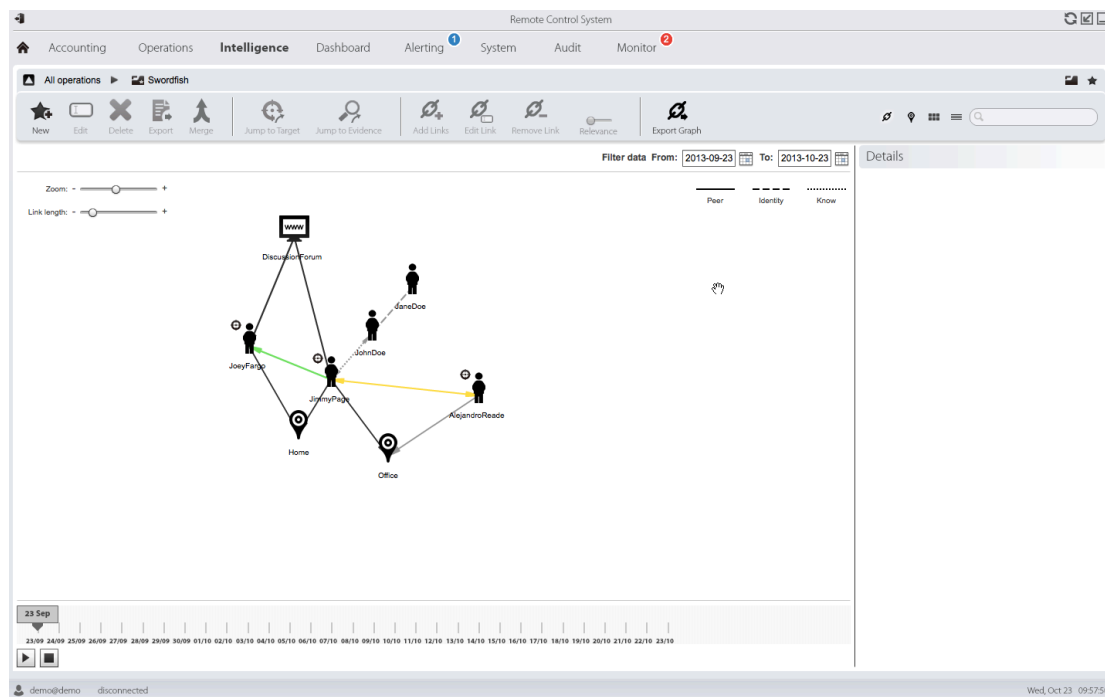 Remote Control System
Accounting Operations Intelligence Dashboard Alerting 1 System Audit Monitor 2
All operations Swordfish
New Edit Delete Export Merge Jump to Target Jump to Evidence Add Links Edit Link Remove Link Relevance Export Graph
Filter data From: 2013-09-23 To: 2013-10-23
Details
Zoom: - +
Link length: - +
Peer Identity Know
www
DiscussionForum
JaneDoe
JohnDoe
JoeyFargo
JimmyPage
AlejandroReade
Home
Office
23 Sep
23/09 24/09 25/09 26/09 27/09 28/09 29/09 30/09 01/10 02/10 03/10 04/10 05/10 06/10 07/10 08/10 09/10 10/10 11/10 12/10 13/10 14/10 15/10 16/10 17/10 18/10 19/10 20/10 21/10 22/10 23/10
demo@demo disconnected
Wed, Oct 23 09:57:5